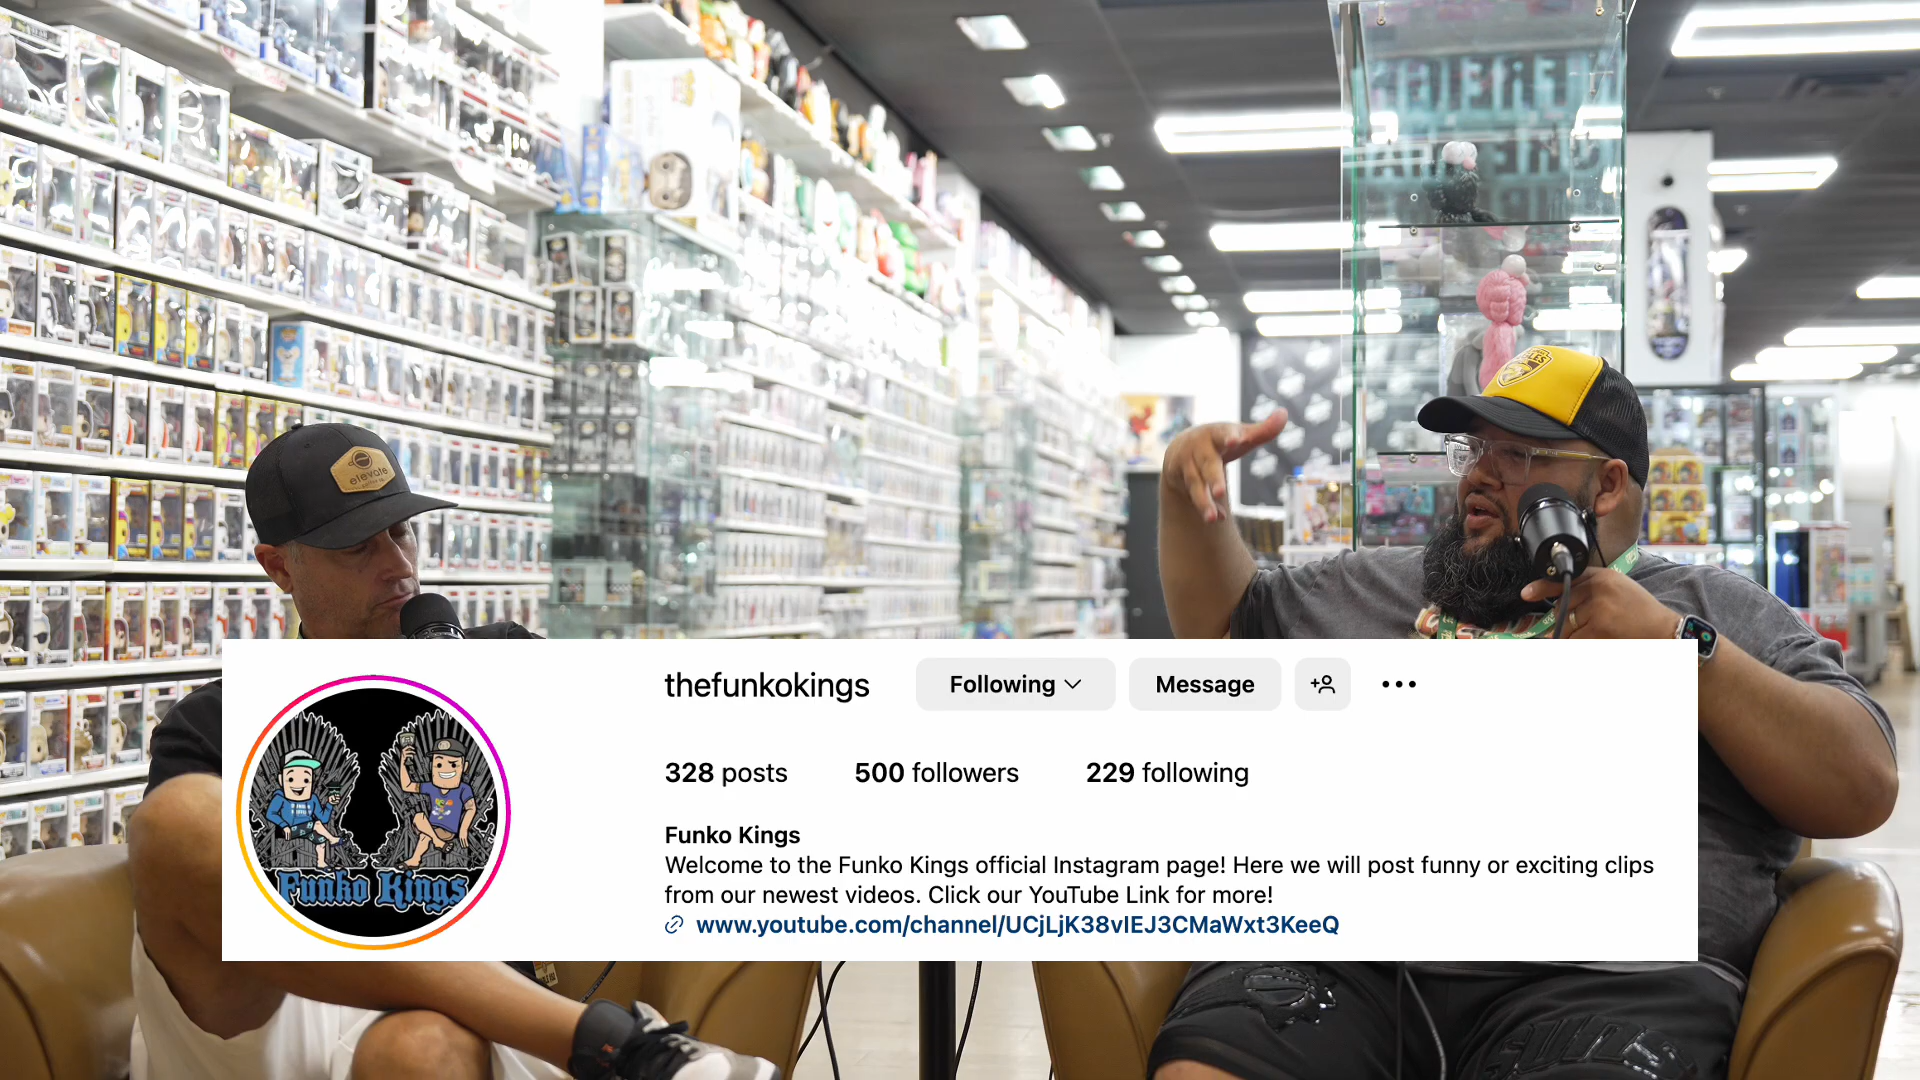 elevate
thefunkokings
Following
Message
328 posts
500 followers
229 following
Funko Kings
Funko Kings
Welcome to the Funko Kings official Instagram page! Here we will post funny or exciting clips
from our newest videos. Click our YouTube Link for more!
www.youtube.com/channel/UCjLjK38vIEJ3CMaWxt3KeeQ